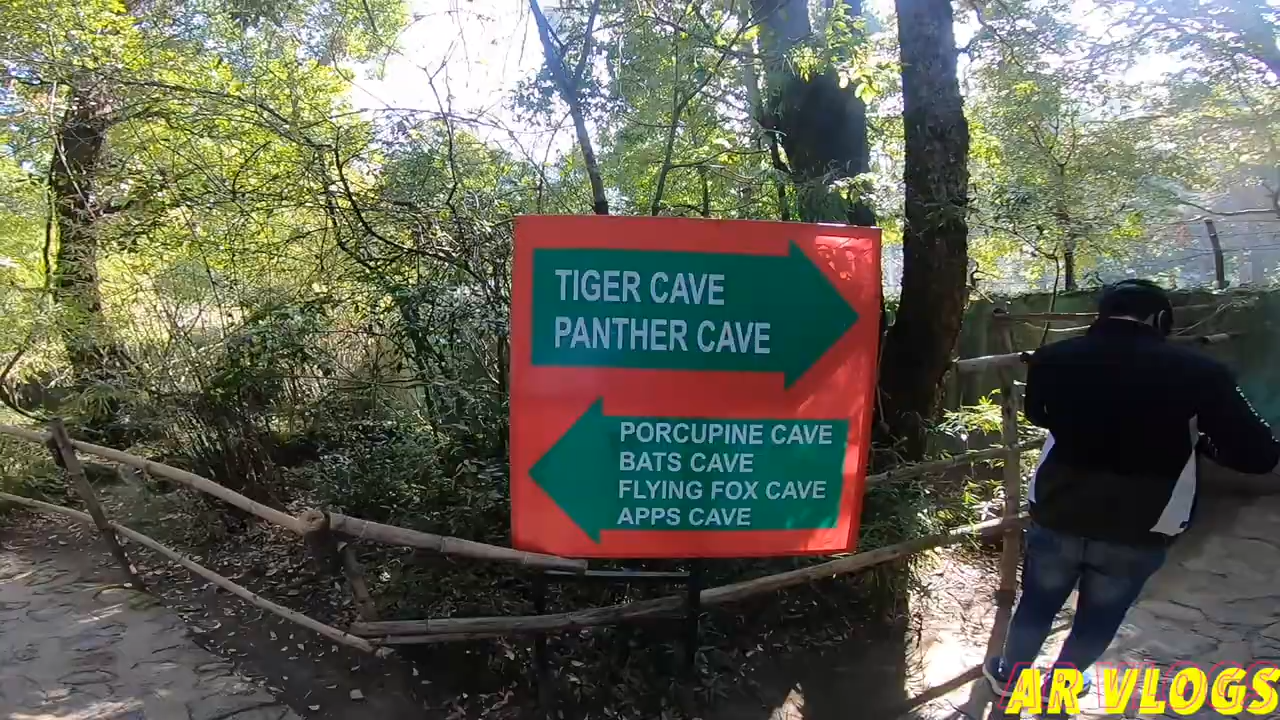 TIGER CAVE
PANTHER CAVE
PORCUPINE CAVE
BATS CAVE
FLYING FOX CAVE
APPS CAVE
AR VLOGS